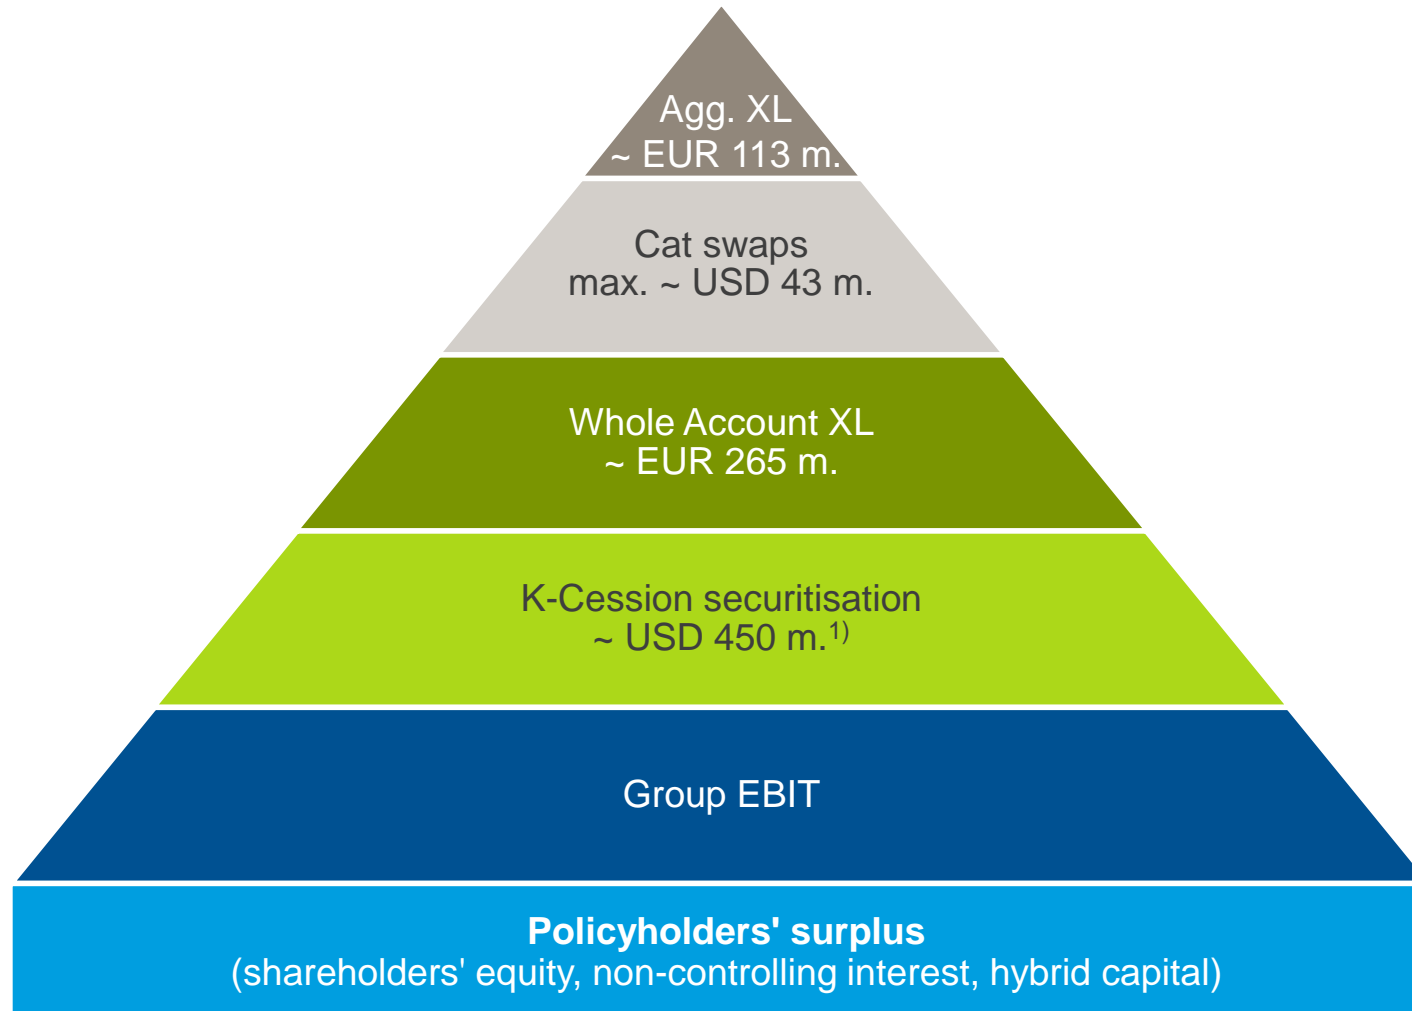 Agg. XL
~ EUR 113 m.
Cat swaps
max. ~ USD 43 m.
Whole Account XL
~ EUR 265 m.
K-Cession securitisation
~ USD 450 m.1)
Group EBIT
Policyholders' surplus
(shareholders' equity, non-controlling interest, hybrid capital)